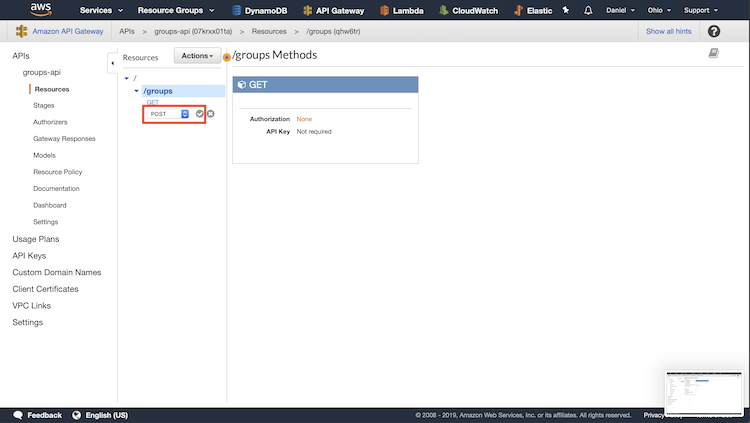 aws Services Resource Groups DynamoDB API Gateway Lambda CloudWatch Elastic Daniel Ohio Support
Amazon API Gateway APIs > groups-api (07krxx01ta) > Resources > /groups (qhw6tr) Show all hints ?
APIs
groups-api
Resources
Stages
Authorizers
Gateway Responses
Models
Resource Policy
Documentation
Dashboard
Settings
Usage Plans
API Keys
Custom Domain Names
Client Certificates
VPC Links
Settings
Resources Actions
/
/groups
GET
POST
/groups Methods
GET
Authorization None
API Key Not required
Feedback English (US) © 2008 - 2019, Amazon Web Services, Inc. or its affiliates. All rights reserved.